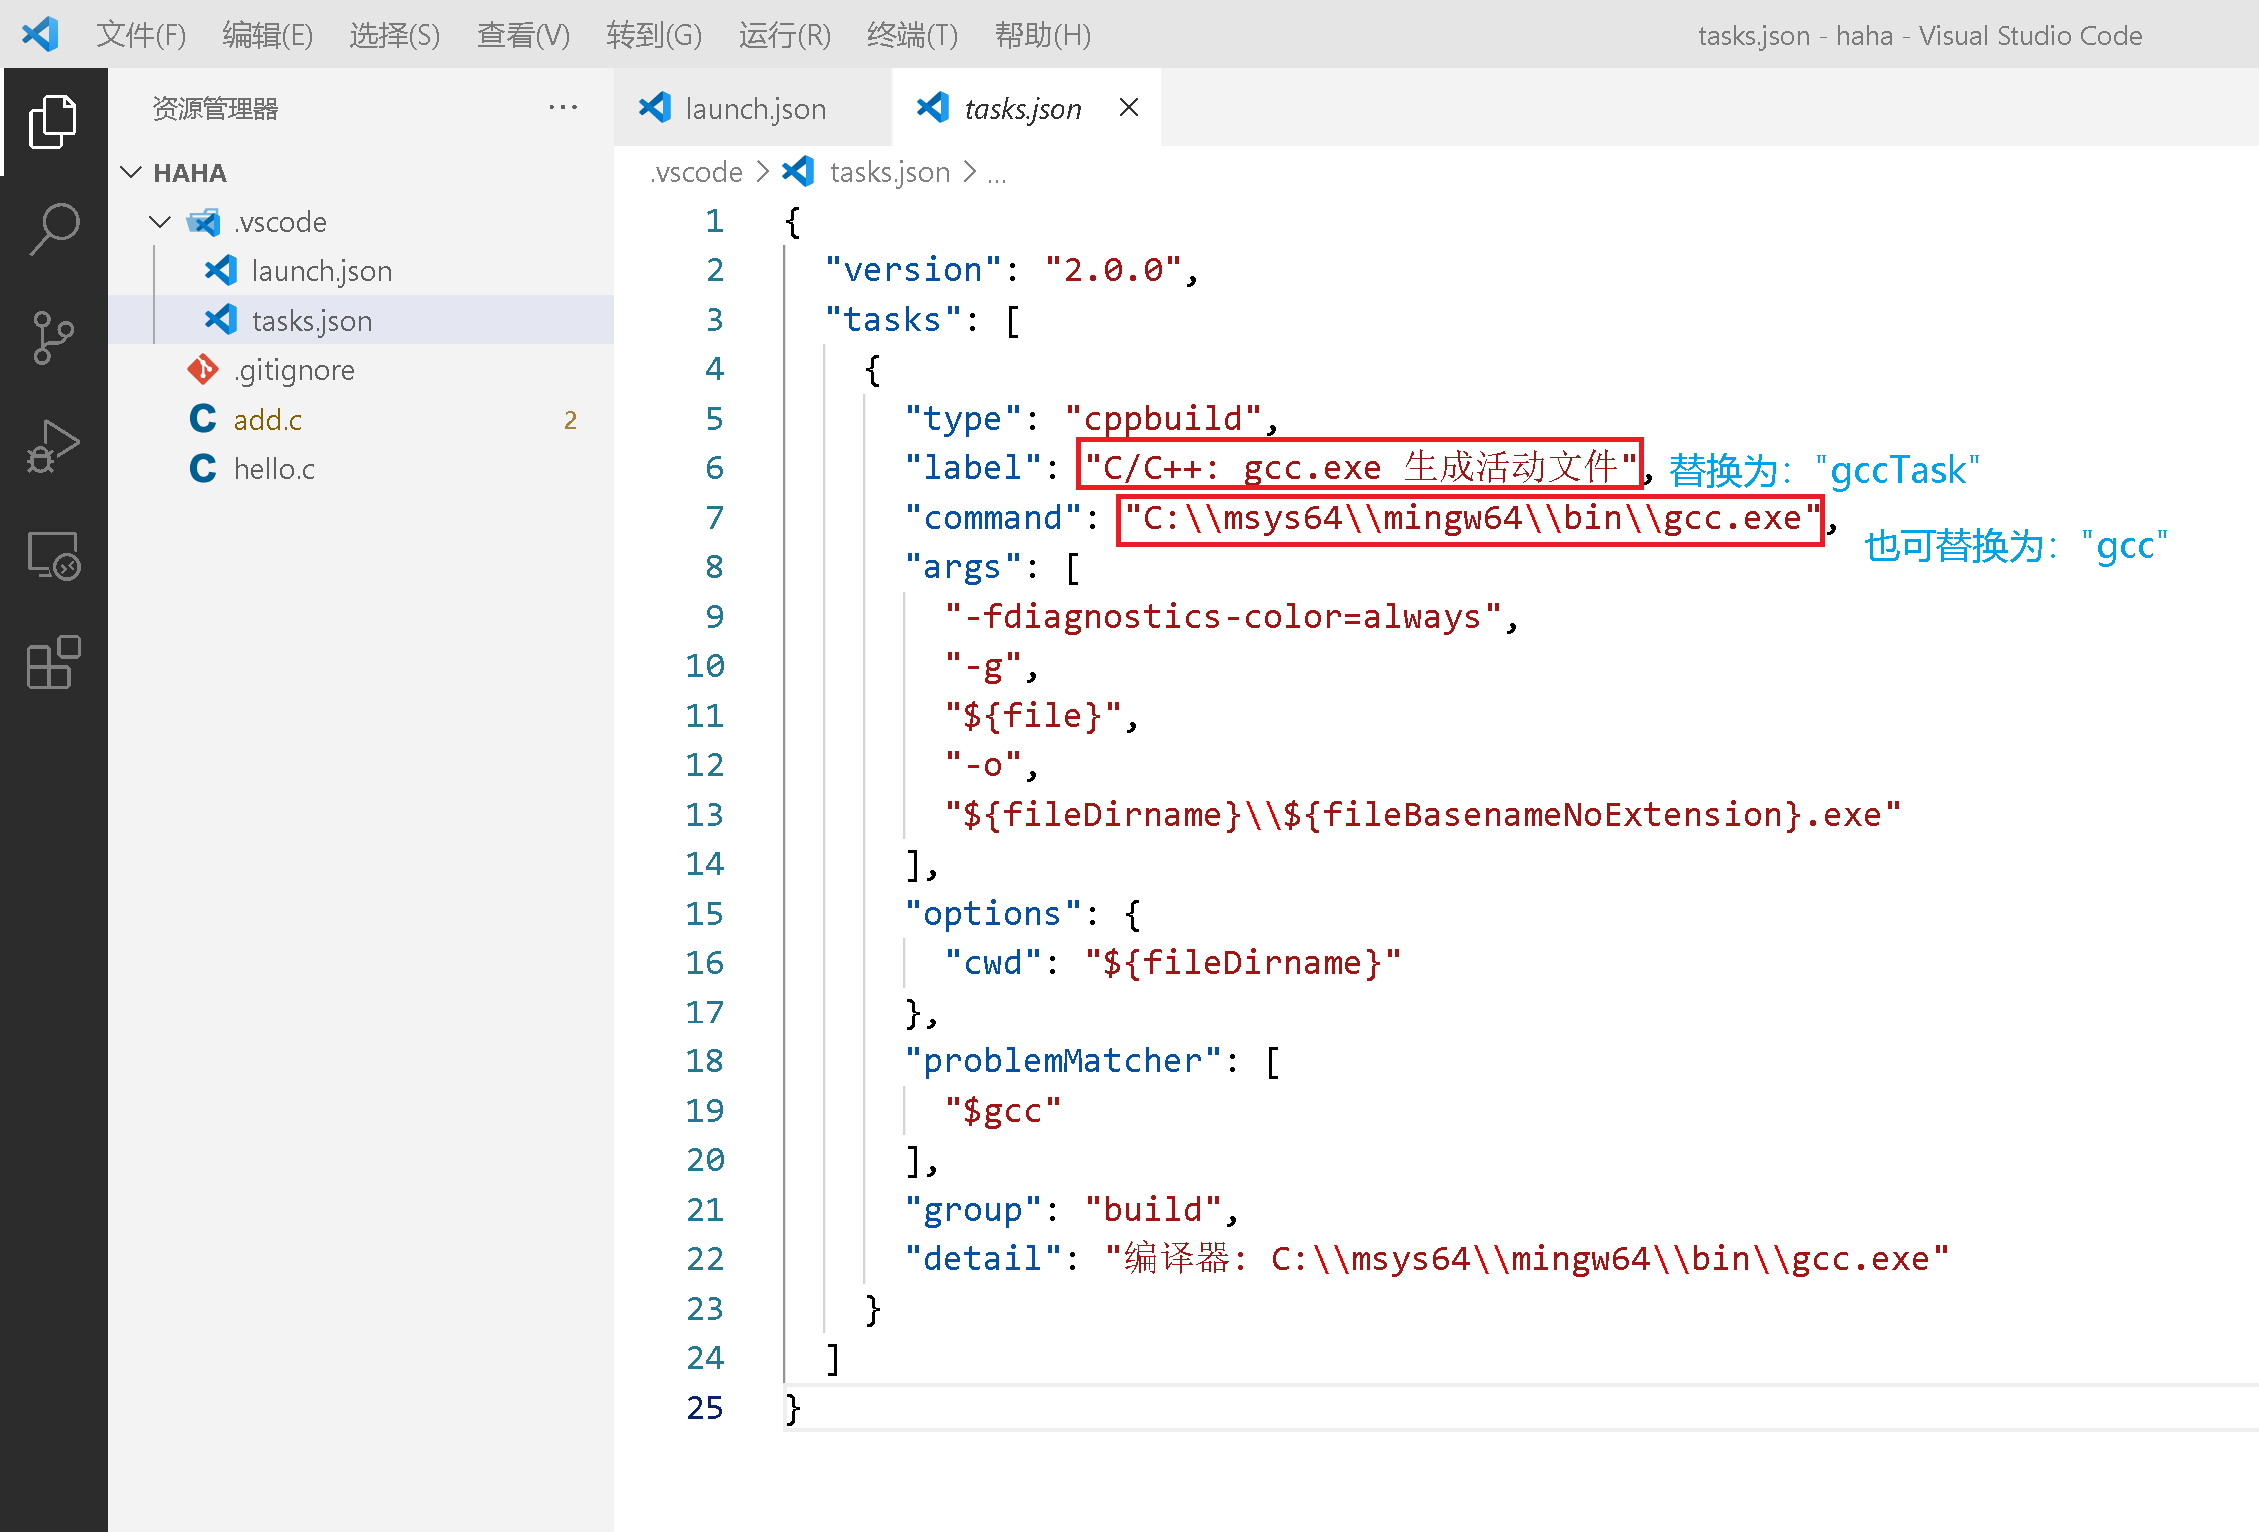 文件(F) 编辑(E) 选择(S) 查看(V) 转到(G) 运行(R) 终端(T) 帮助(H) tasks.json - haha - Visual Studio Code
资源管理器 ···
HAHA
.vscode
launch.json
tasks.json
.gitignore
add.c 2
hello.c
launch.json tasks.json
.vscode > tasks.json > ...
1 {
2 "version": "2.0.0",
3 "tasks": [
4 {
5 "type": "cppbuild",
6 "label": "C/C++: gcc.exe 生成活动文件", 替换为："gccTask"
7 "command": "C:\\msys64\\mingw64\\bin\\gcc.exe",
也可替换为："gcc"
8 "args": [
9 "-fdiagnostics-color=always",
10 "-g",
11 "${file}",
12 "-o",
13 "${fileDirname}\\${fileBasenameNoExtension}.exe"
14 ],
15 "options": {
16 "cwd": "${fileDirname}"
17 },
18 "problemMatcher": [
19 "$gcc"
20 ],
21 "group": "build",
22 "detail": "编译器: C:\\msys64\\mingw64\\bin\\gcc.exe"
23 }
24 ]
25 }